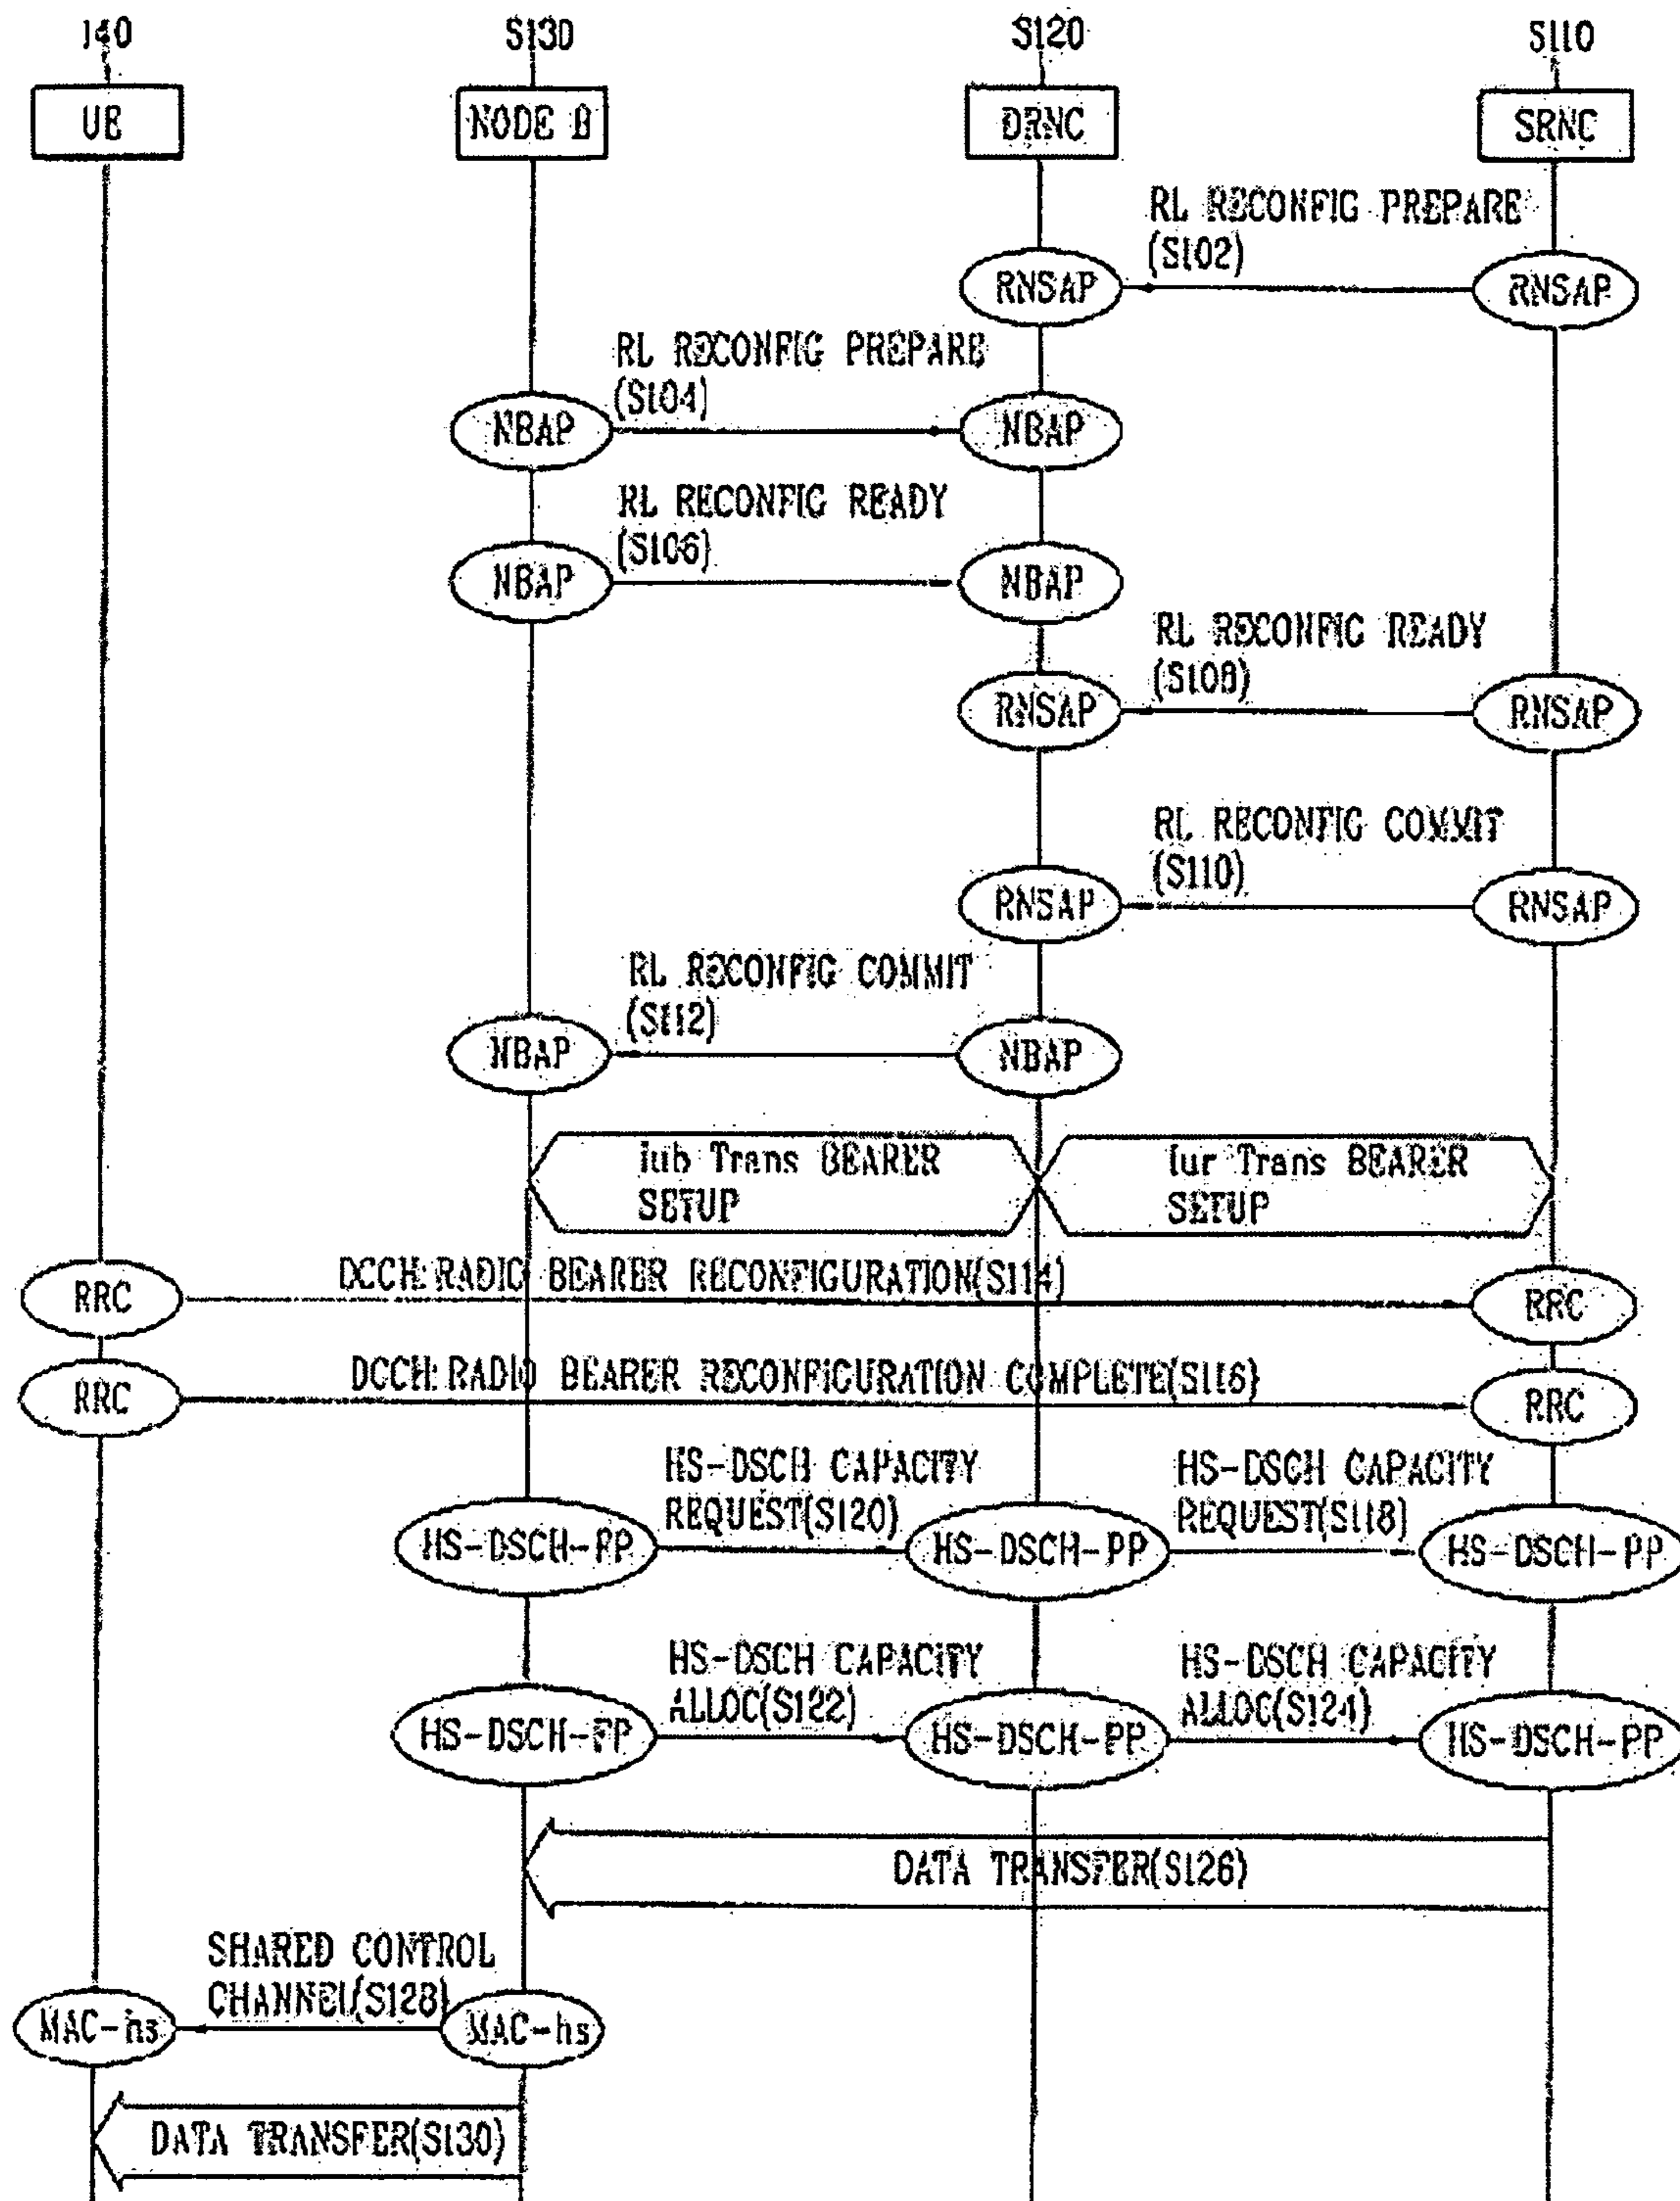 140 S130 S120 S110
UE NODE B DRNC SRNC
RL RECONFIG PREPARE
(S102)
RNSAP RNSAP
RL RECONFIG PREPARE
(S104)
NBAP NBAP
RL RECONFIG READY
(S106)
NBAP NBAP
RL RECONFIG READY
(S108)
RNSAP RNSAP
RL RECONFIG COMMIT
(S110)
RNSAP RNSAP
RL RECONFIG COMMIT
(S112)
NBAP NBAP
Iub Trans BEARER
SETUP
Iur Trans BEARER
SETUP
DCCH:RADIO BEARER RECONFIGURATION(S114)
RRC RRC
DCCH:RADIO BEARER RECONFIGURATION COMPLETE(S116)
RRC RRC
HS-DSCH CAPACITY
REQUEST(S120)
HS-DSCH CAPACITY
REQUEST(S118)
HS-DSCH-FP HS-DSCH-FP HS-DSCH-FP
HS-DSCH CAPACITY
ALLOC(S122)
HS-DSCH CAPACITY
ALLOC(S124)
HS-DSCH-FP HS-DSCH-FP HS-DSCH-FP
DATA TRANSFER(S126)
SHARED CONTROL
CHANNEL(S128)
MAC-hs MAC-hs
DATA TRANSFER(S130)